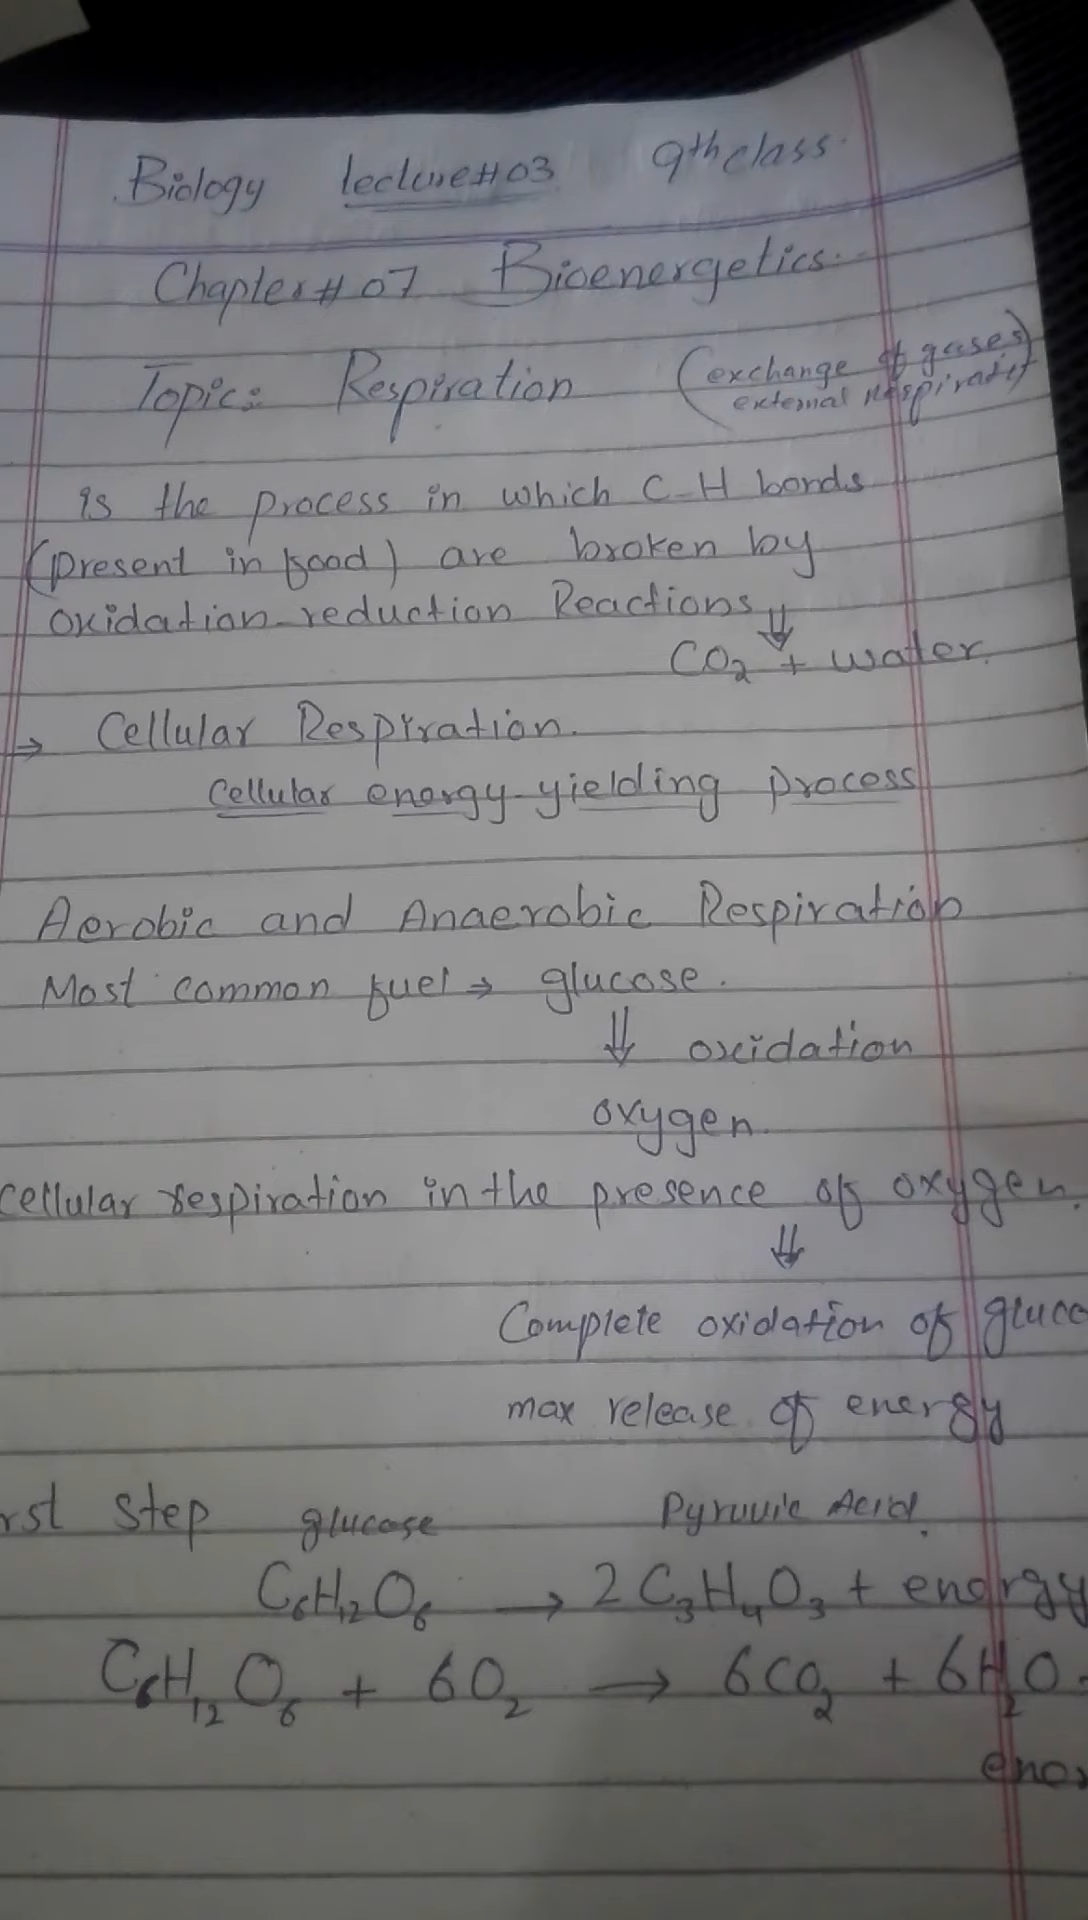 Biology lecture#03 9th class.
Chapter#07 Bioenergetics.
Topic: Respiration (exchange of gases)
external respiration
is the process in which C-H bonds
(present in food) are broken by
oxidation-reduction Reactions ⇓
CO₂ + water.
→ Cellular Respiration.
Cellular energy-yielding process
Aerobic and Anaerobic Respiration
Most common fuel ⇒ glucose.
⇓ oxidation
oxygen.
cellular respiration in the presence of oxygen.
⇓
Complete oxidation of gluco
max release of energy
rst step glucose Pyruvic Acid.
C₆H₁₂O₆ → 2C₃H₄O₃ + energy
C₆H₁₂O₆ + 6O₂ → 6CO₂ + 6H₂O
ener